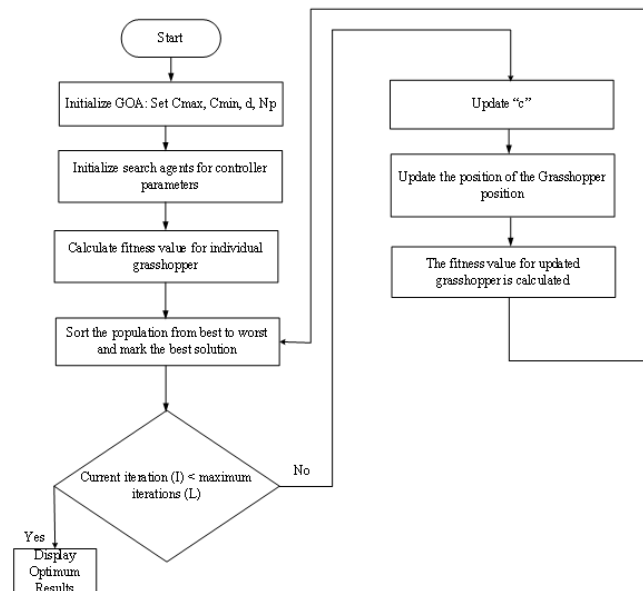 Start
Initialize GOA: Set Cmax, Cmin, d, Np
Initialize search agents for controller
parameters
Calculate fitness value for individual
grasshopper
Sort the population from best to worst
and mark the best solution
Current iteration (I) < maximum
iterations (L)
Yes
Display
Optimum
Results
No
Update “c”
Update the position of the Grasshopper
position
The fitness value for updated
grasshopper is calculated